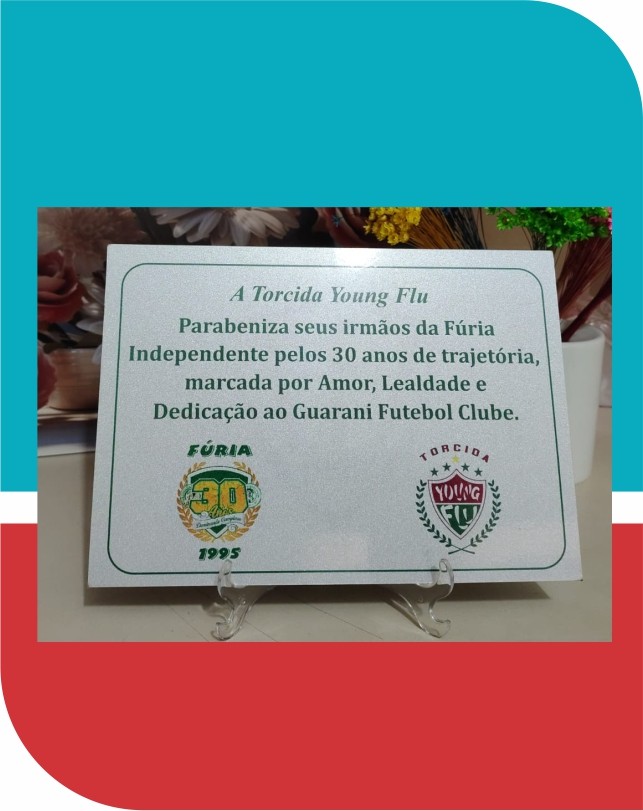 A Torcida Young Flu
Parabeniza seus irmãos da Fúria
Independente pelos 30 anos de trajetória,
marcada por Amor, Lealdade e
Dedicação ao Guarani Futebol Clube.
FÚRIA
30
1995
TORCIDA
YOUNG
FLU